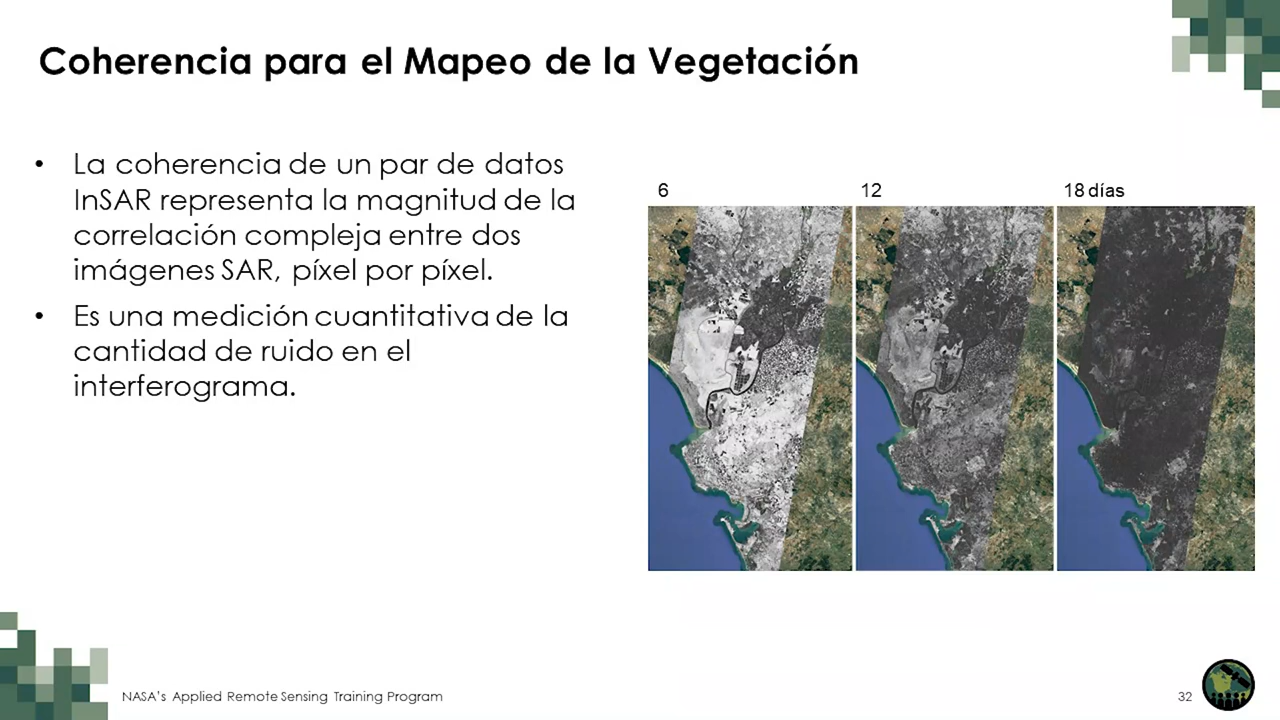 Coherencia para el Mapeo de la Vegetación
• La coherencia de un par de datos
InSAR representa la magnitud de la
correlación compleja entre dos
imágenes SAR, píxel por píxel.
• Es una medición cuantitativa de la
cantidad de ruido en el
interferograma.
6 12 18 días
NASA's Applied Remote Sensing Training Program
32